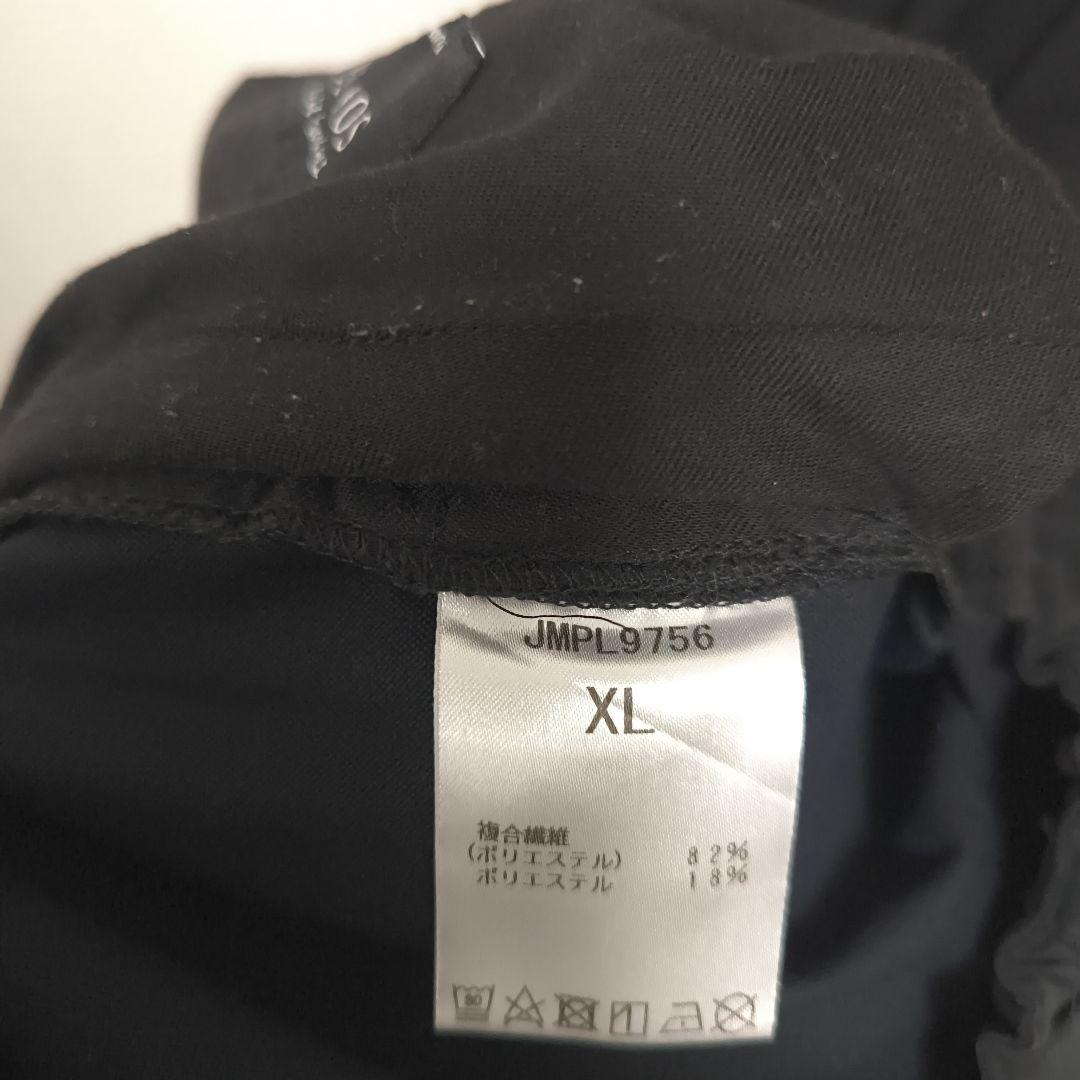 JMPL9756
XL
複合繊維
(ポリエステル) 82%
ポリエステル 18%